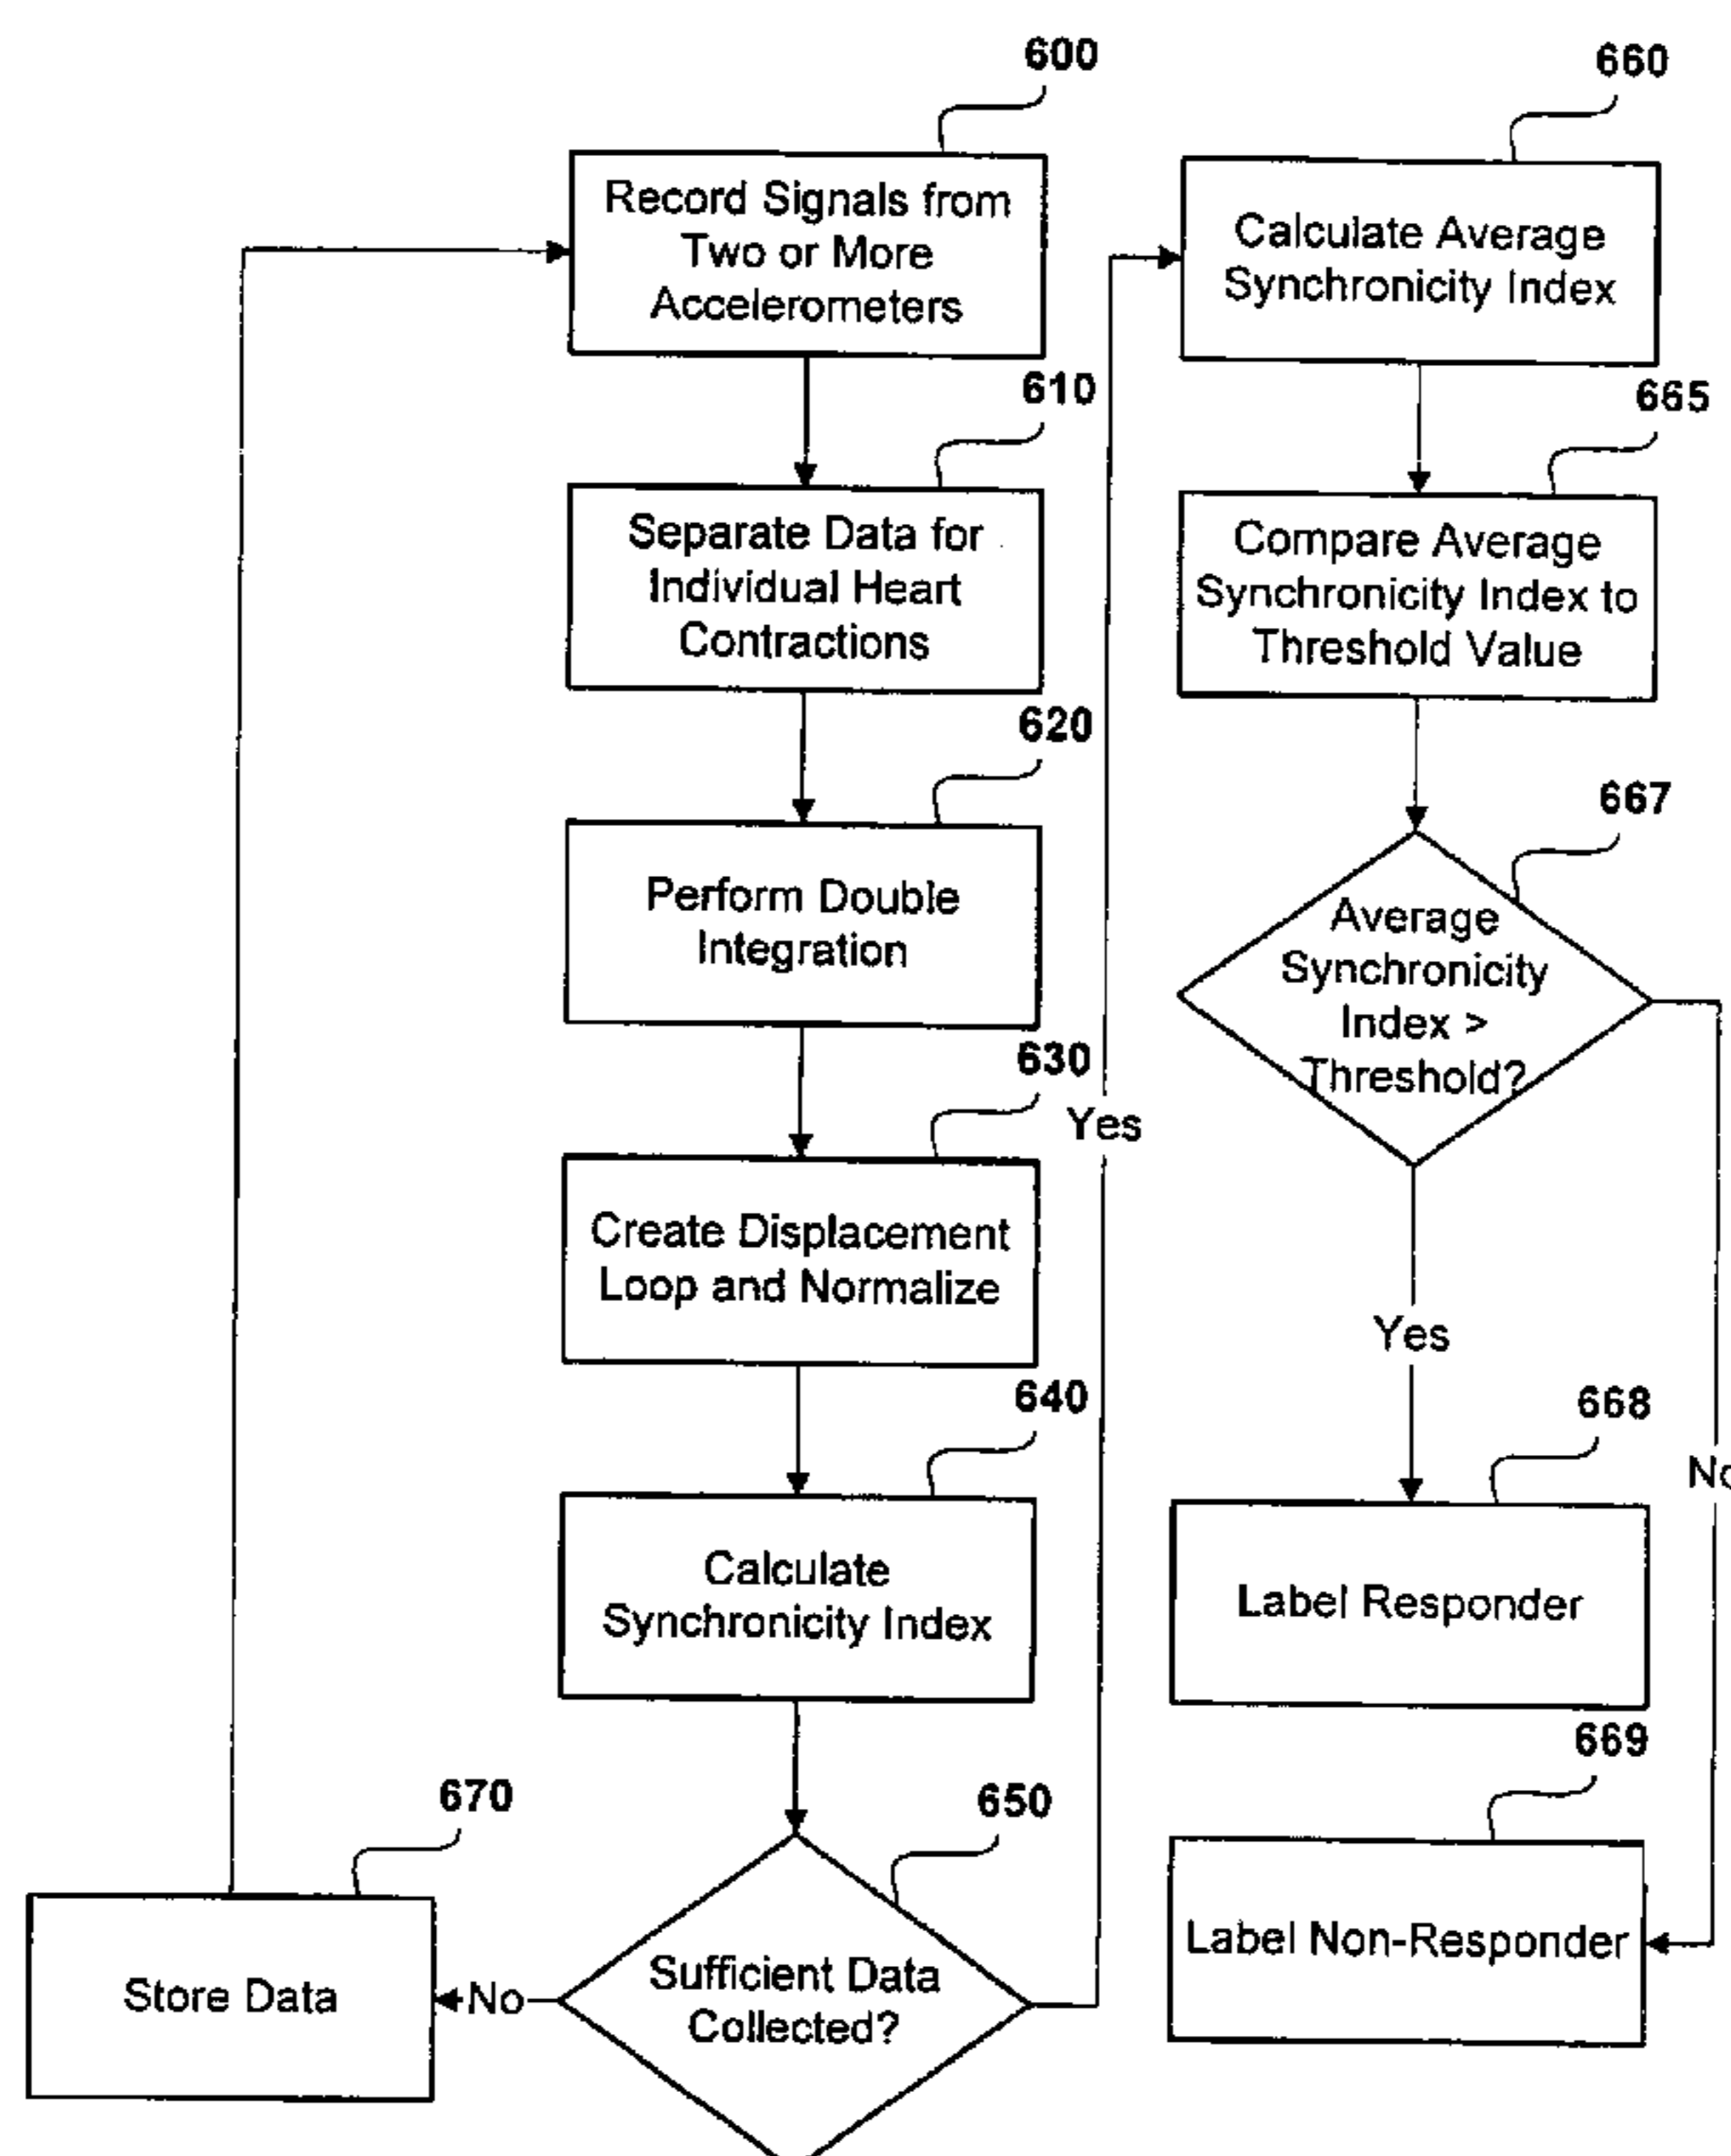 600
Record Signals from
Two or More
Accelerometers
610
Separate Data for
Individual Heart
Contractions
620
Perform Double
Integration
630
Create Displacement
Loop and Normalize
640
Calculate
Synchronicity Index
650
Sufficient Data
Collected?
No
670
Store Data
Yes
660
Calculate Average
Synchronicity Index
665
Compare Average
Synchronicity Index to
Threshold Value
667
Average
Synchronicity
Index >
Threshold?
Yes
668
Label Responder
No
669
Label Non-Responder